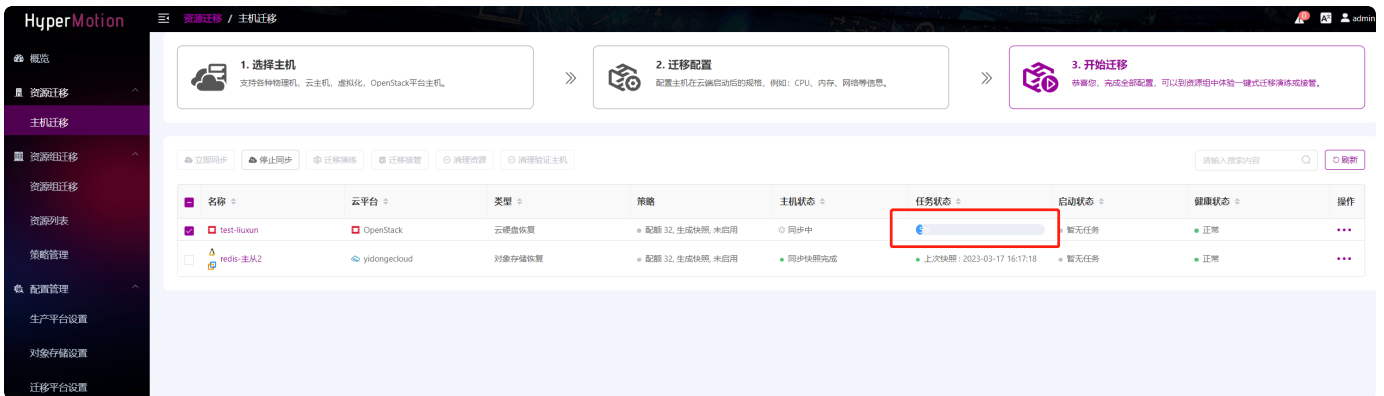 HyperMotion
资源迁移 / 主机迁移
admin
概览
资源迁移
主机迁移
资源组迁移
资源组迁移
资源列表
策略管理
配置管理
生产平台设置
对象存储设置
迁移平台设置
1. 选择主机
支持各种物理机，云主机，虚拟化，OpenStack平台主机。
2. 迁移配置
配置主机在云端启动后的规格，例如：CPU、内存、网络等信息。
3. 开始迁移
恭喜您，完成全部配置，可以到资源组中体验一键式迁移演练或接管。
立即同步 停止同步 迁移演练 迁移接管 清理资源 清理验证主机 请输入搜索内容 刷新
名称 云平台 类型 策略 主机状态 任务状态 启动状态 健康状态 操作
test-liuxun OpenStack 云硬盘恢复 配额 32, 生成快照, 未启用 同步中 暂无任务 正常
redis-主从2 yidongecloud 对象存储恢复 配额 32, 生成快照, 未启用 同步快照完成 上次快照 : 2023-03-17 16:17:18 暂无任务 正常